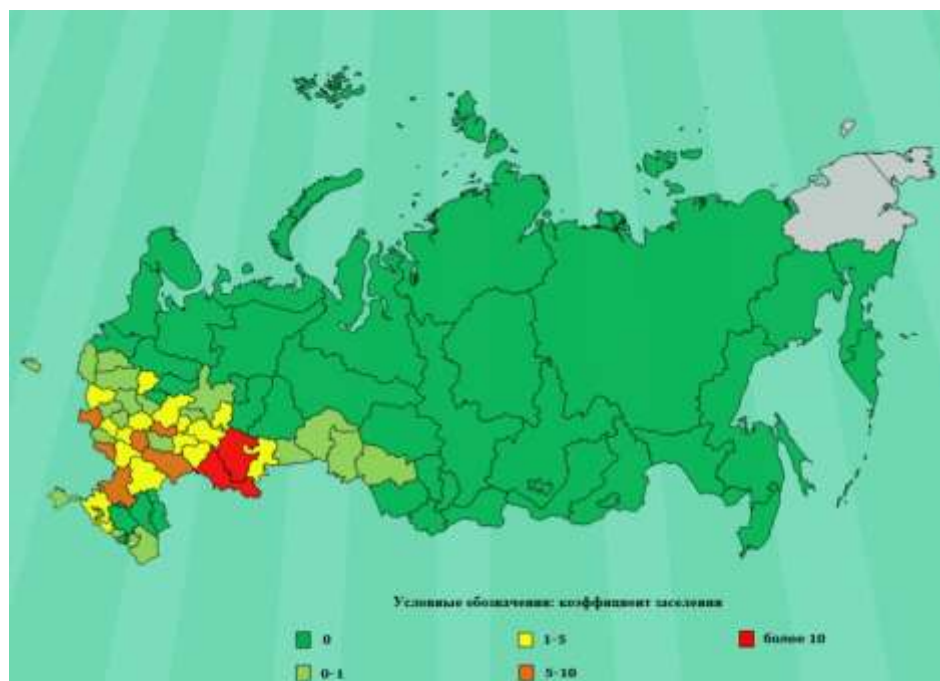 Условные обозначения: коэффициент заселения
0 1-5 более 10
0-1 5-10